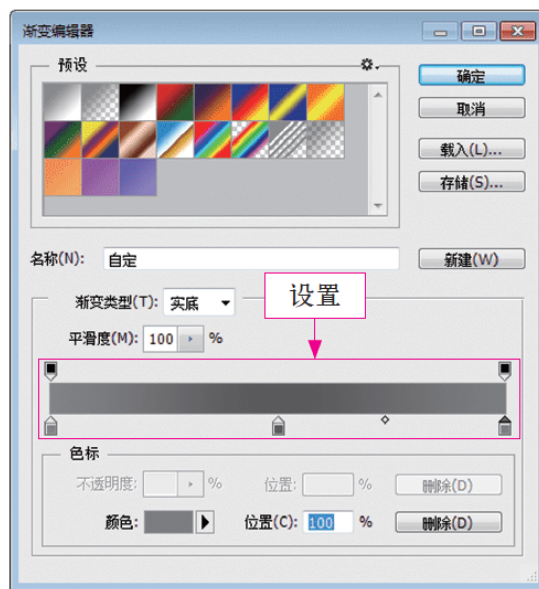 渐变编辑器
预设
确定
取消
载入(L)...
存储(S)...
名称(N): 自定
新建(W)
设置
渐变类型(T): 实底
平滑度(M): 100 %
色标
不透明度: % 位置: % 删除(D)
颜色: 位置(C): 100 % 删除(D)